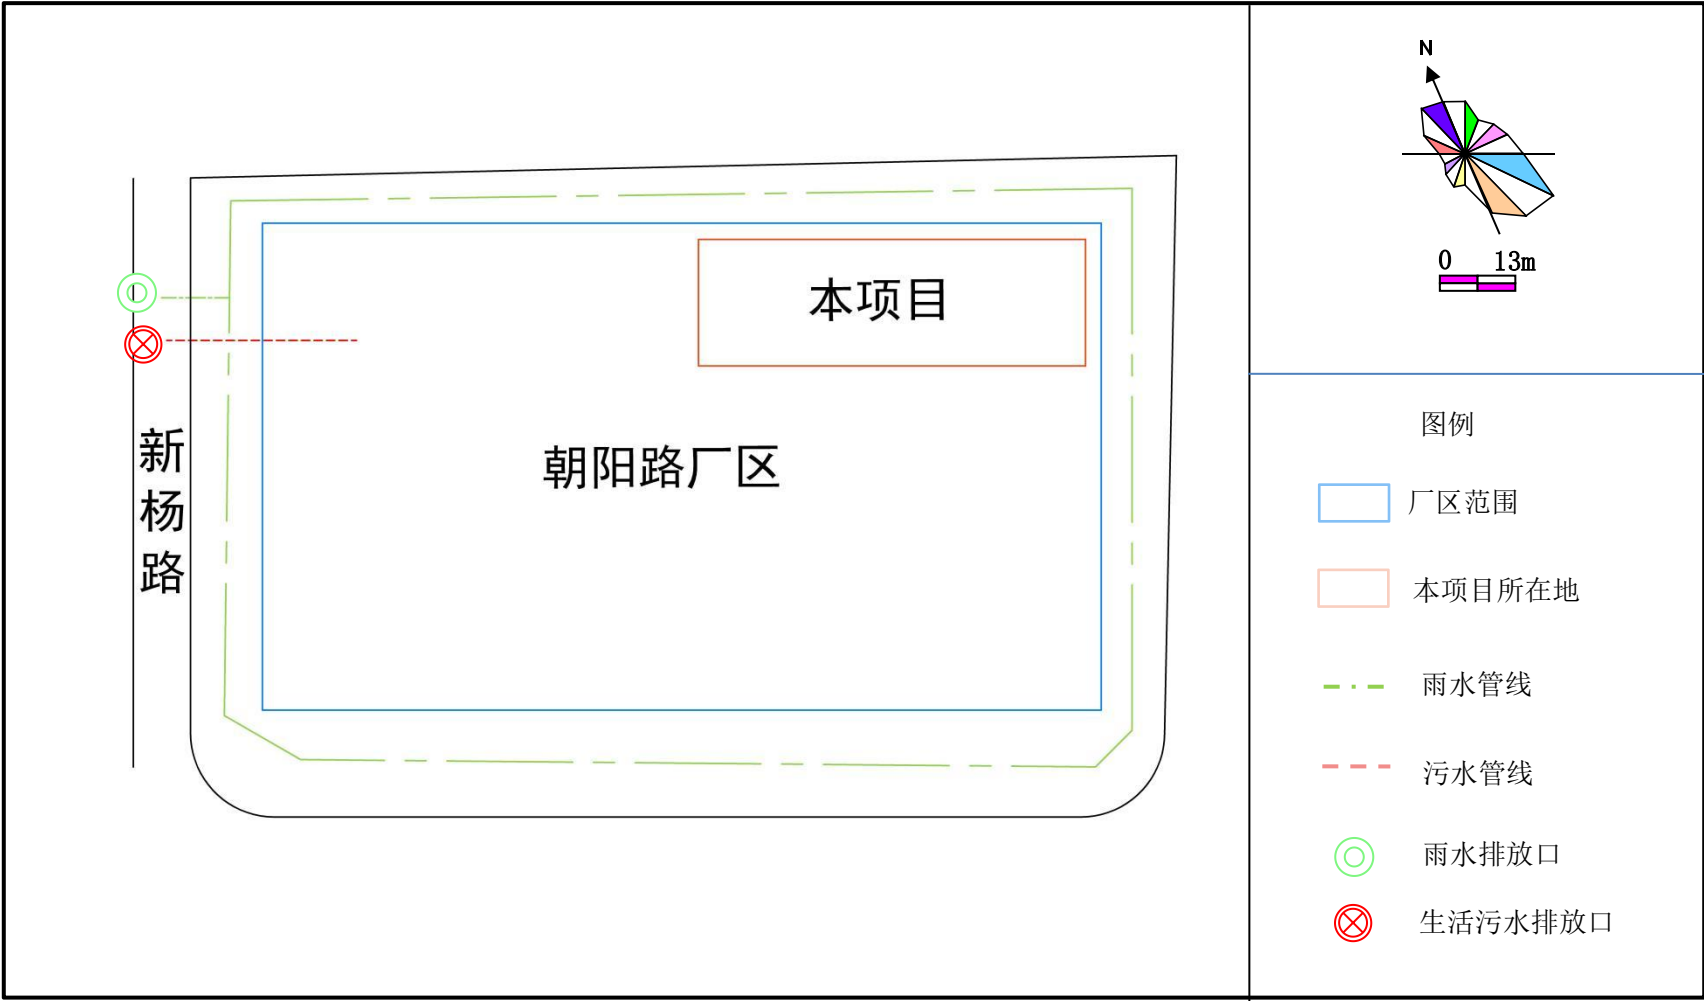 N
0 13m
本项目
朝阳路厂区
新杨路
图例
厂区范围
本项目所在地
雨水管线
污水管线
雨水排放口
生活污水排放口